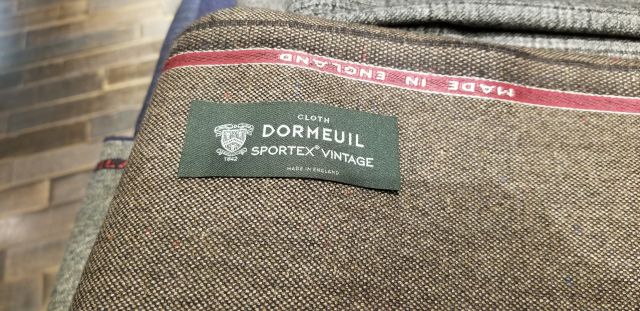 MADE IN ENGLAND
CLOTH
DORMEUIL
SPORTEX® VINTAGE
1842
MADE IN ENGLAND